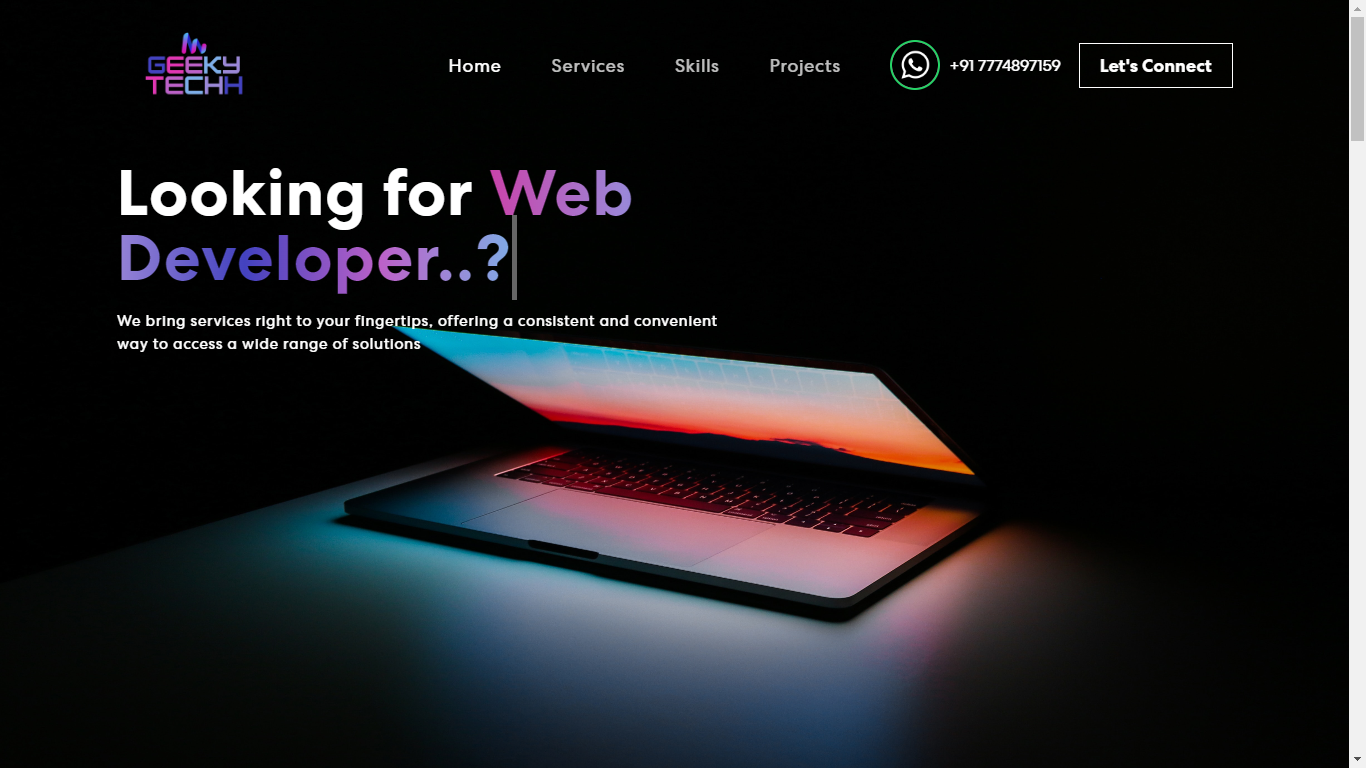 GEEKY
TECHH
Home
Services
Skills
Projects
+91 7774897159
Let's Connect
Looking for Web
Developer..?
We bring services right to your fingertips, offering a consistent and convenient
way to access a wide range of solutions